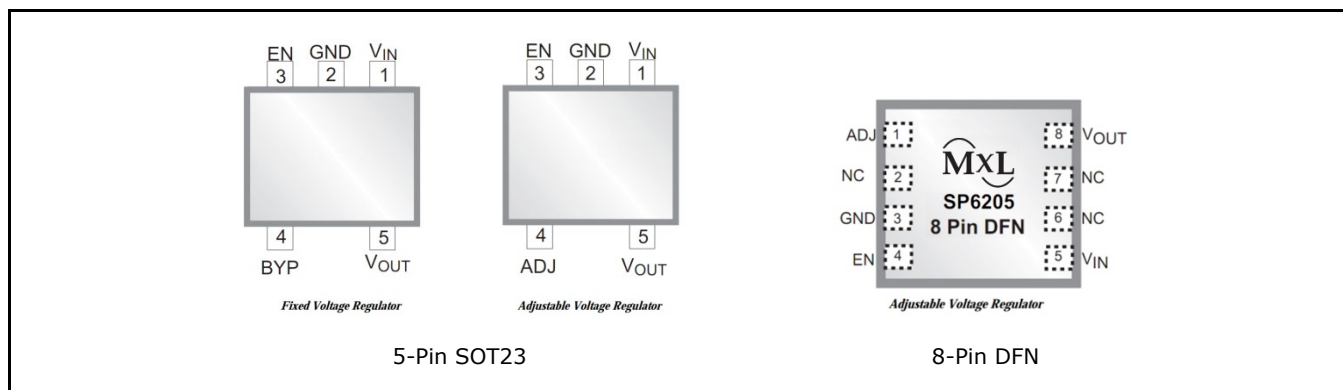 EN GND VIN
3 2 1
4 5
BYP VOUT
Fixed Voltage Regulator
EN GND VIN
3 2 1
4 5
ADJ VOUT
Adjustable Voltage Regulator
5-Pin SOT23
ADJ 1 8 VOUT
NC 2 7 NC
GND 3 6 NC
EN 4 5 VIN
MxL
SP6205
8 Pin DFN
Adjustable Voltage Regulator
8-Pin DFN